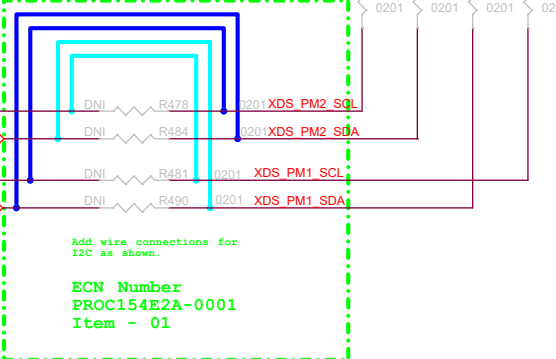 0201 0201 0201 02
DNI R478 0201 XDS_PM2_SCL
DNI R484 0201 XDS_PM2_SDA
DNI R481 0201 XDS_PM1_SCL
DNI R490 0201 XDS_PM1_SDA
Add wire connections for
I2C as shown.
ECN Number
PROC154E2A-0001
Item - 01